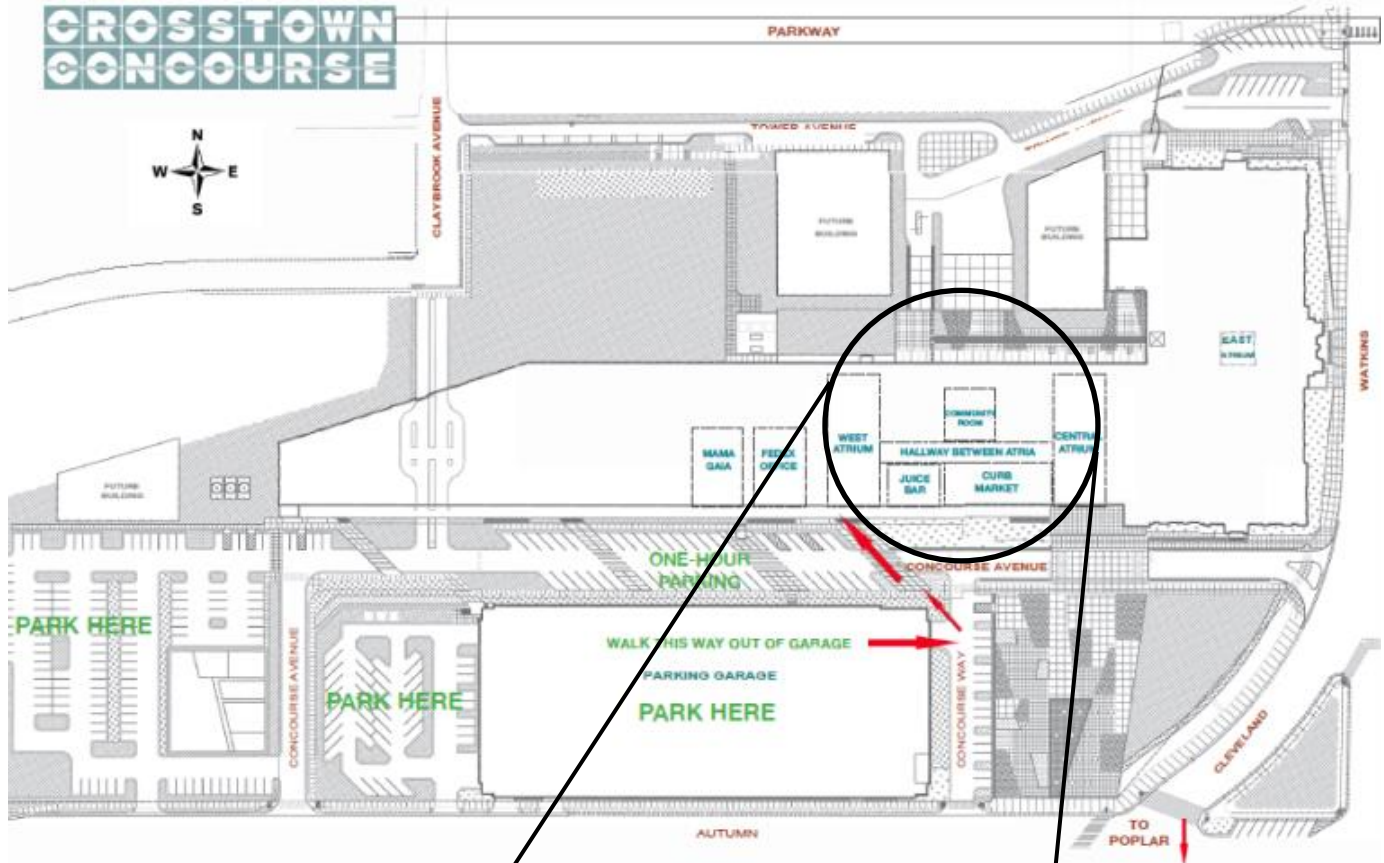 CROSSTOWN
CONCOURSE
PARKWAY
N
W E
S
CLAYBROOK AVENUE
TOWER AVENUE
FUTURE
BUILDING
FUTURE
BUILDING
EAST
ATRIUM
WATKINS
COMMUNITY
ROOM
MAMA
GAIA
FEDEX
OFFICE
WEST
ATRIUM
HALLWAY BETWEEN ATRIA
CENTRAL
ATRIUM
JUICE
BAR
CURB
MARKET
FUTURE
BUILDING
ONE-HOUR
PARKING
CONCOURSE AVENUE
PARK HERE
WALK THIS WAY OUT OF GARAGE
PARKING GARAGE
PARK HERE
PARK HERE
CONCOURSE AVENUE
CONCOURSE WAY
CLEVELAND
AUTUMN
TO
POPLAR